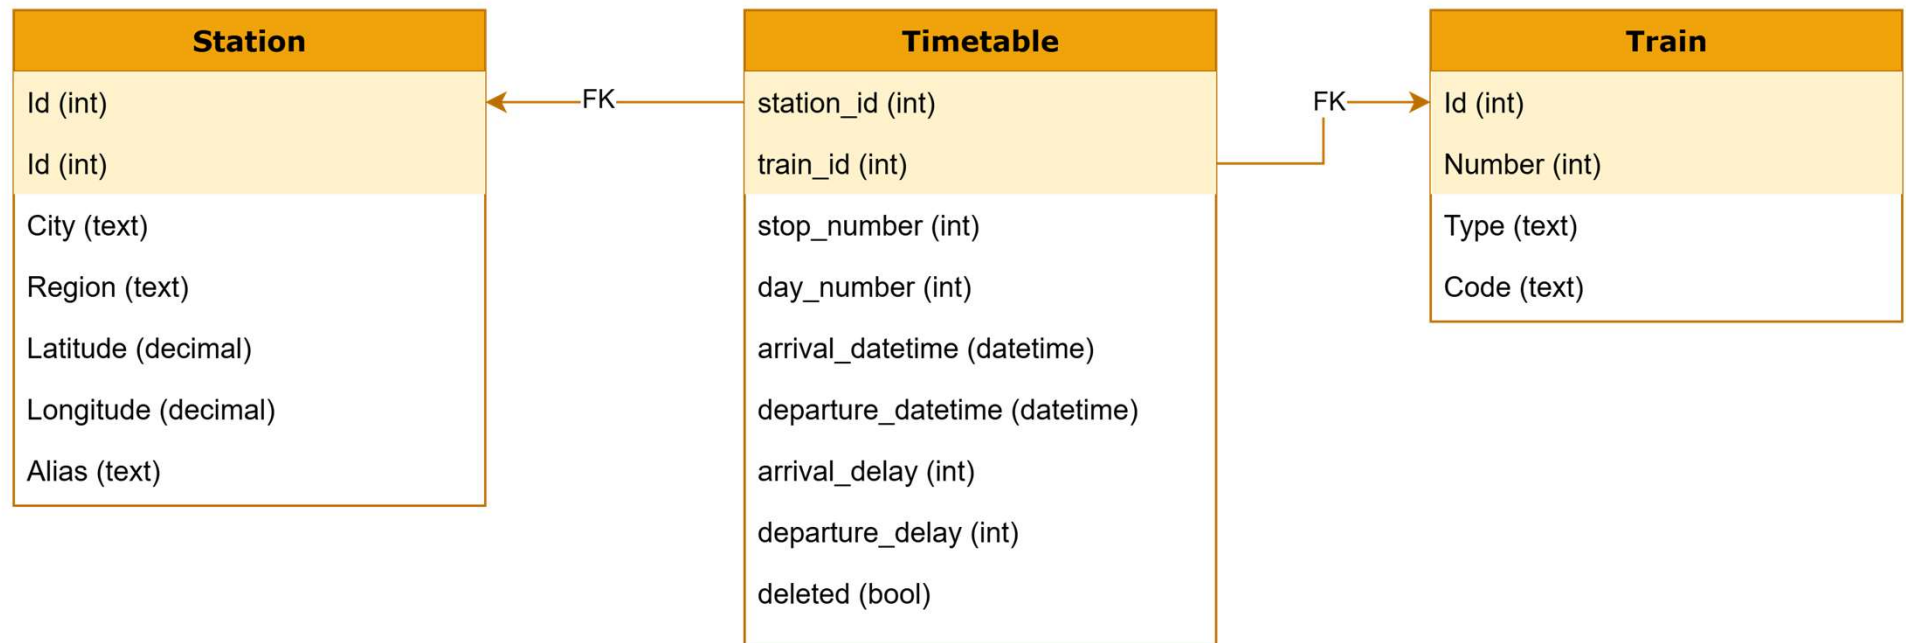 Station
Id (int)
Id (int)
City (text)
Region (text)
Latitude (decimal)
Longitude (decimal)
Alias (text)
FK
Timetable
station_id (int)
train_id (int)
stop_number (int)
day_number (int)
arrival_datetime (datetime)
departure_datetime (datetime)
arrival_delay (int)
departure_delay (int)
deleted (bool)
FK
Train
Id (int)
Number (int)
Type (text)
Code (text)